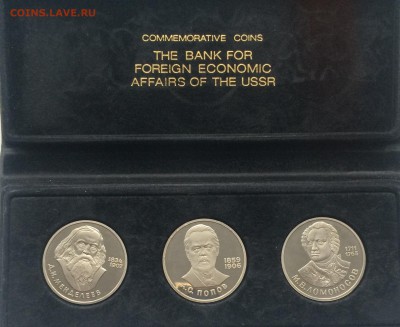 COINS.LAVE.RU
COMMEMORATIVE COINS
THE BANK FOR
FOREIGN ECONOMIC
AFFAIRS OF THE USSR
1834
1907
Д.И.МЕНДЕЛЕЕВ
1859
1906
А.С.ПОПОВ
1711
1765
М.В.ЛОМОНОСОВ